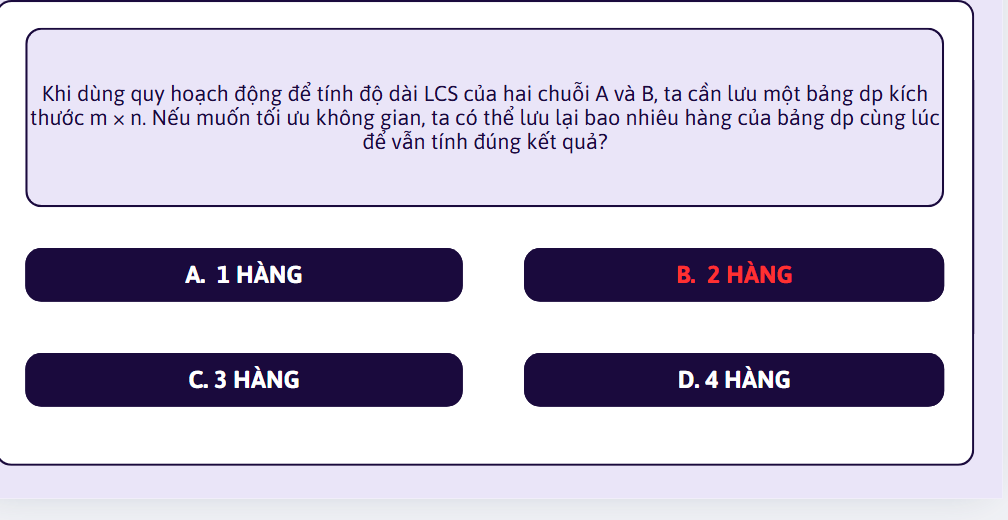 Khi dùng quy hoạch động để tính độ dài LCS của hai chuỗi A và B, ta cần lưu một bảng dp kích
thước m × n. Nếu muốn tối ưu không gian, ta có thể lưu lại bao nhiêu hàng của bảng dp cùng lúc
để vẫn tính đúng kết quả?
A. 1 HÀNG
B. 2 HÀNG
C. 3 HÀNG
D. 4 HÀNG